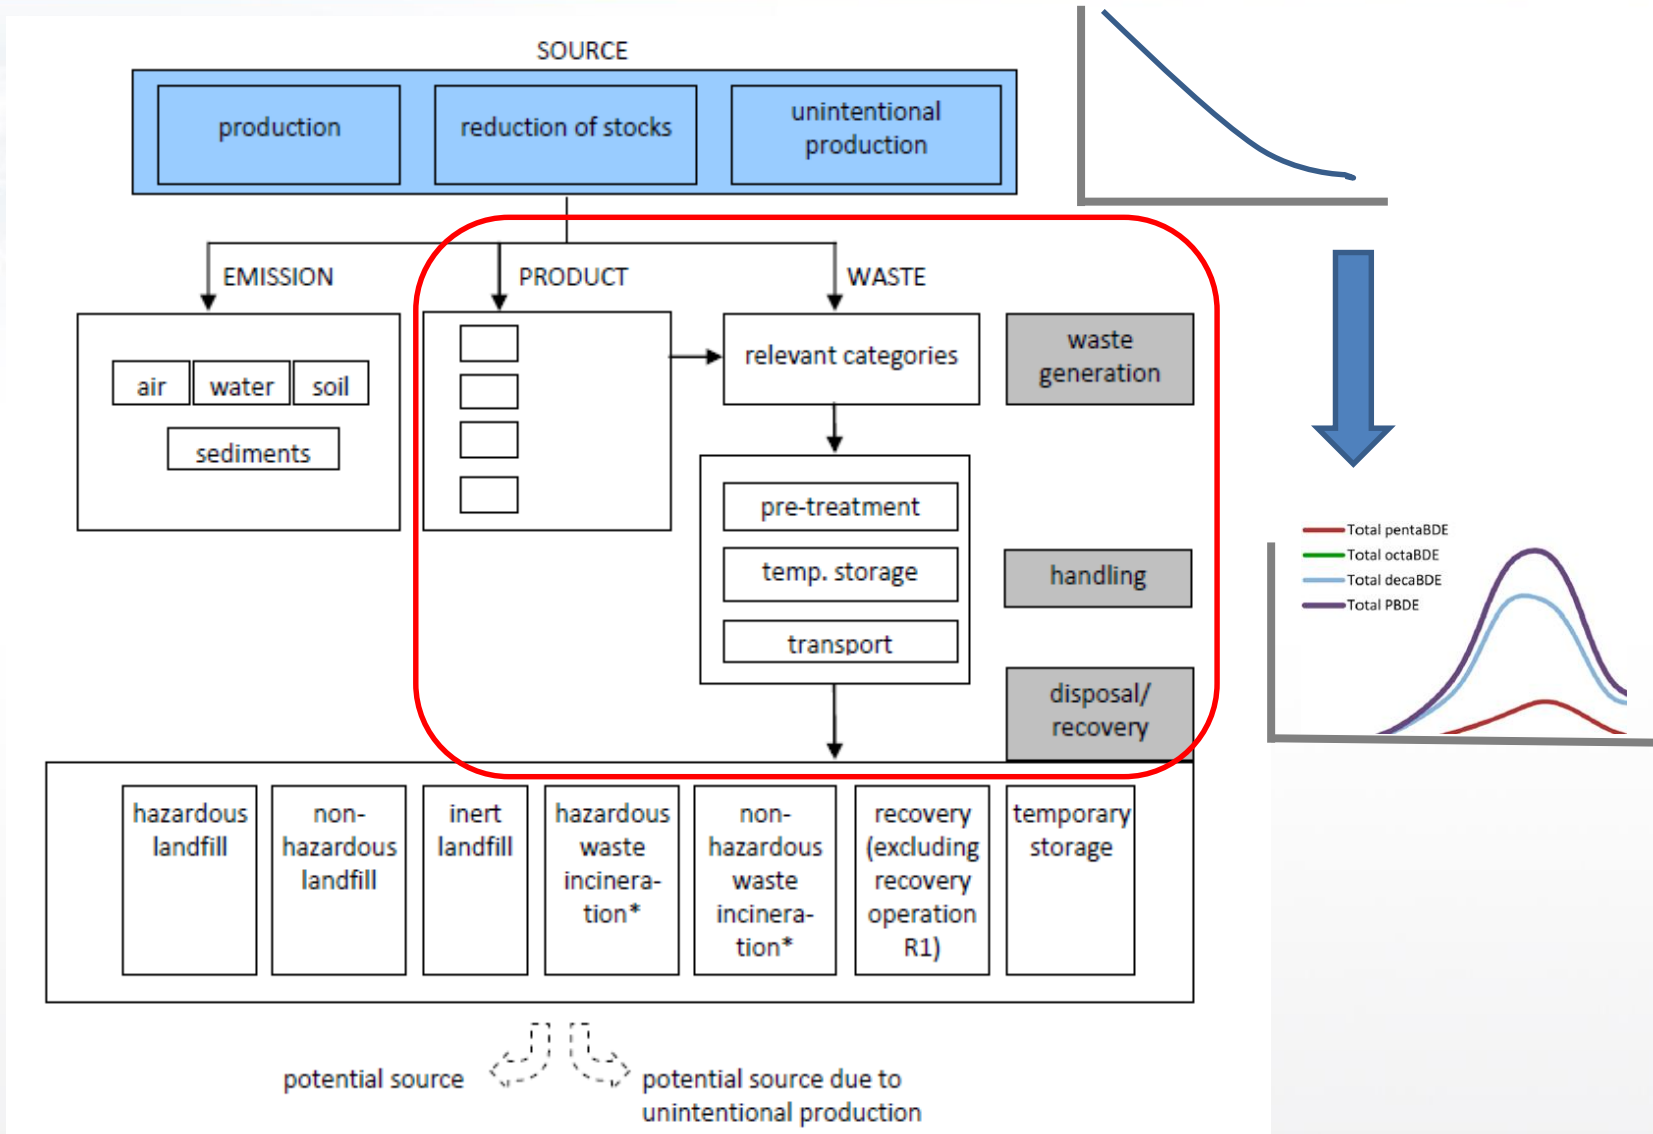 SOURCE
production
reduction of stocks
unintentional
production
EMISSION
PRODUCT
WASTE
air
water
soil
sediments
relevant categories
waste
generation
pre-treatment
temp. storage
transport
handling
disposal/
recovery
Total pentaBDE
Total octaBDE
Total decaBDE
Total PBDE
hazardous
landfill
non-
hazardous
landfill
inert
landfill
hazardous
waste
incinera-
tion*
non-
hazardous
waste
incinera-
tion*
recovery
(excluding
recovery
operation
R1)
temporary
storage
potential source
potential source due to
unintentional production